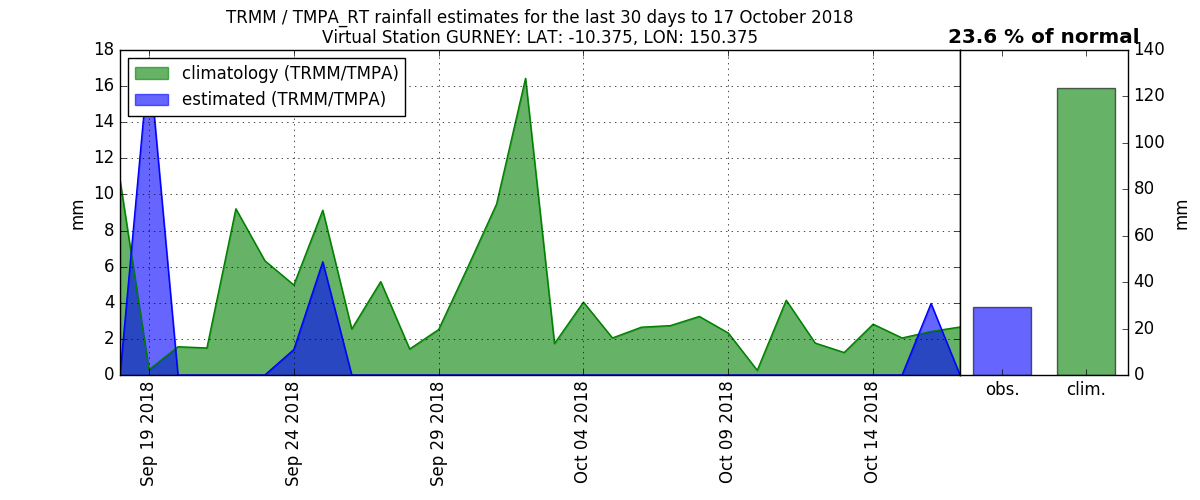 TRMM / TMPA_RT rainfall estimates for the last 30 days to 17 October 2018
Virtual Station GURNEY: LAT: -10.375, LON: 150.375
23.6 % of normal
climatology (TRMM/TMPA)
estimated (TRMM/TMPA)
18
16
14
12
10
8
6
4
2
0
mm
Sep 19 2018
Sep 24 2018
Sep 29 2018
Oct 04 2018
Oct 09 2018
Oct 14 2018
obs.
clim.
140
120
100
80
60
40
20
0
mm